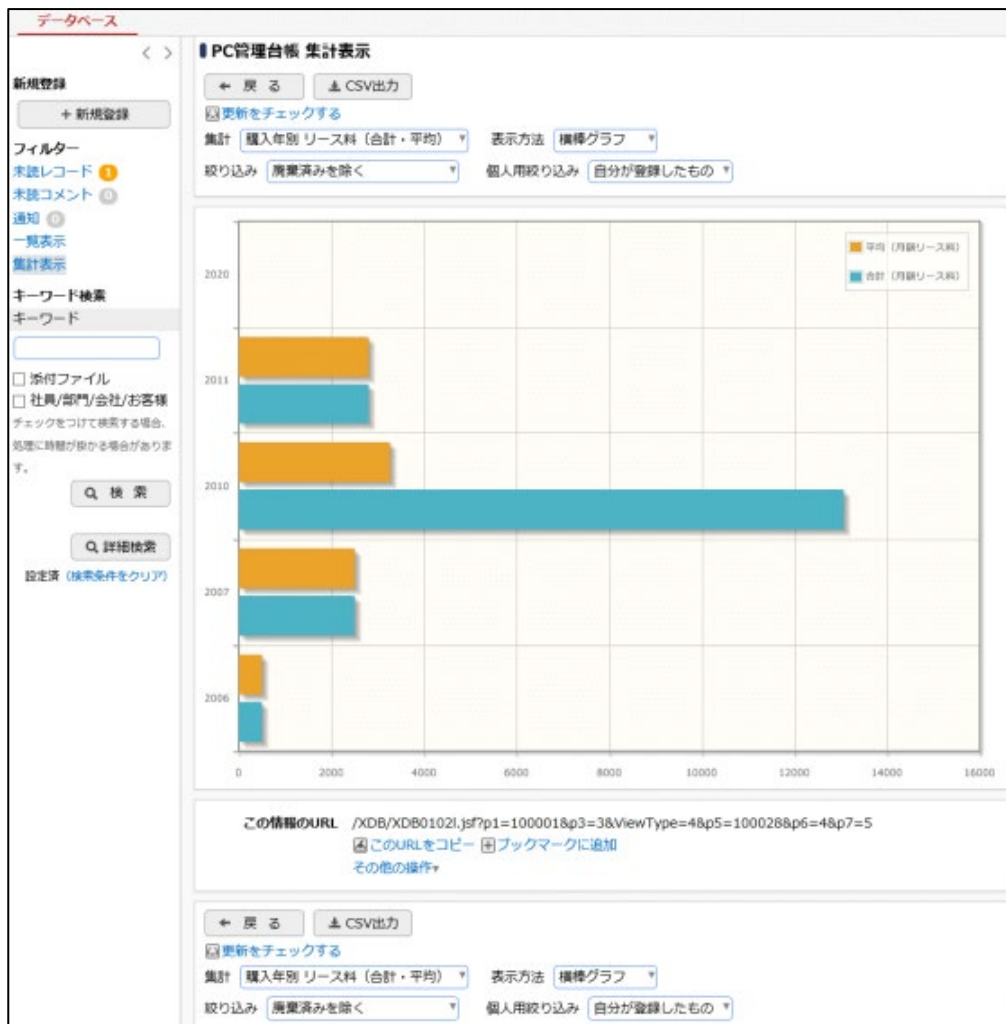 データベース
< >
PC管理台帳 集計表示
新規登録
← 戻 る CSV出力
+ 新規登録
更新をチェックする
集計 購入年別 リース料（合計・平均） 表示方法 横棒グラフ
絞り込み 廃棄済みを除く 個人用絞り込み 自分が登録したもの
フィルター
未読レコード 1
未読コメント 0
通知 0
一覧表示
集計表示
キーワード検索
キーワード
添付ファイル
社員/部門/会社/お客様
チェックをつけて検索する場合、
処理に時間が掛かる場合がありま
す。
検 索
詳細検索
設定済 (検索条件をクリア)
平均（月額リース料）
合計（月額リース料）
2020
2011
2010
2007
2006
0 2000 4000 6000 8000 10000 12000 14000 16000
この情報のURL /XDB/XDB0102I.jsf?p1=100001&p3=3&ViewType=4&p5=100028&p6=4&p7=5
このURLをコピー ブックマークに追加
その他の操作▾
← 戻 る CSV出力
更新をチェックする
集計 購入年別 リース料（合計・平均） 表示方法 横棒グラフ
絞り込み 廃棄済みを除く 個人用絞り込み 自分が登録したもの